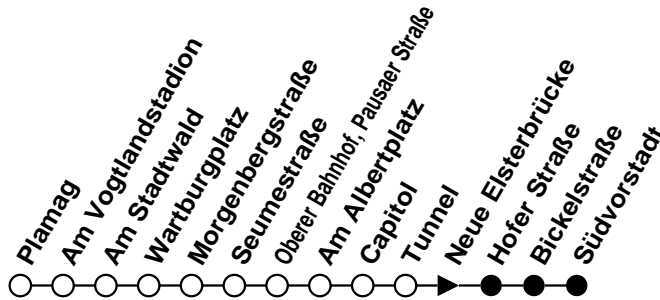 Plamag
Am Vogtlandstadion
Am Stadtwald
Wartburgplatz
Morgenbergstraße
Seumestraße
Oberer Bahnhof, Pausaer Straße
Am Albertplatz
Capitol
Tunnel
Neue Elsterbrücke
Hofer Straße
Bickelstraße
Südvorstadt